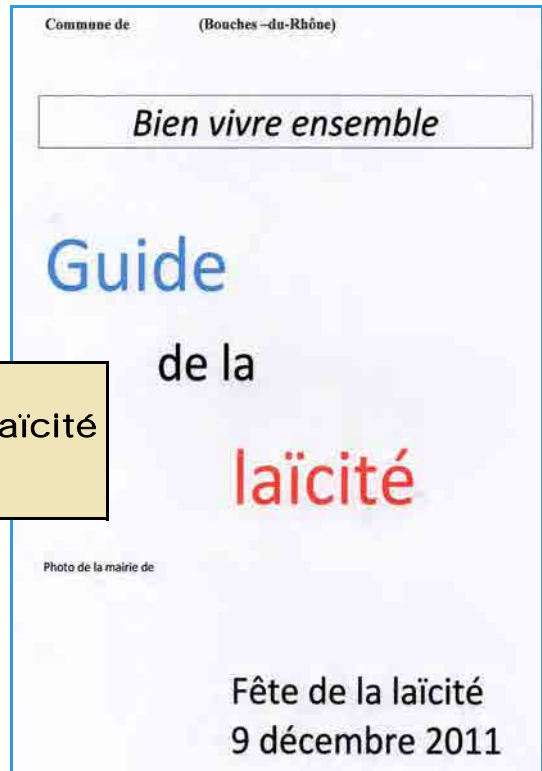 Commune de (Bouches –du-Rhône)
Bien vivre ensemble
Guide
de la
laïcité
aïcité
Photo de la mairie de
Fête de la laïcité
9 décembre 2011